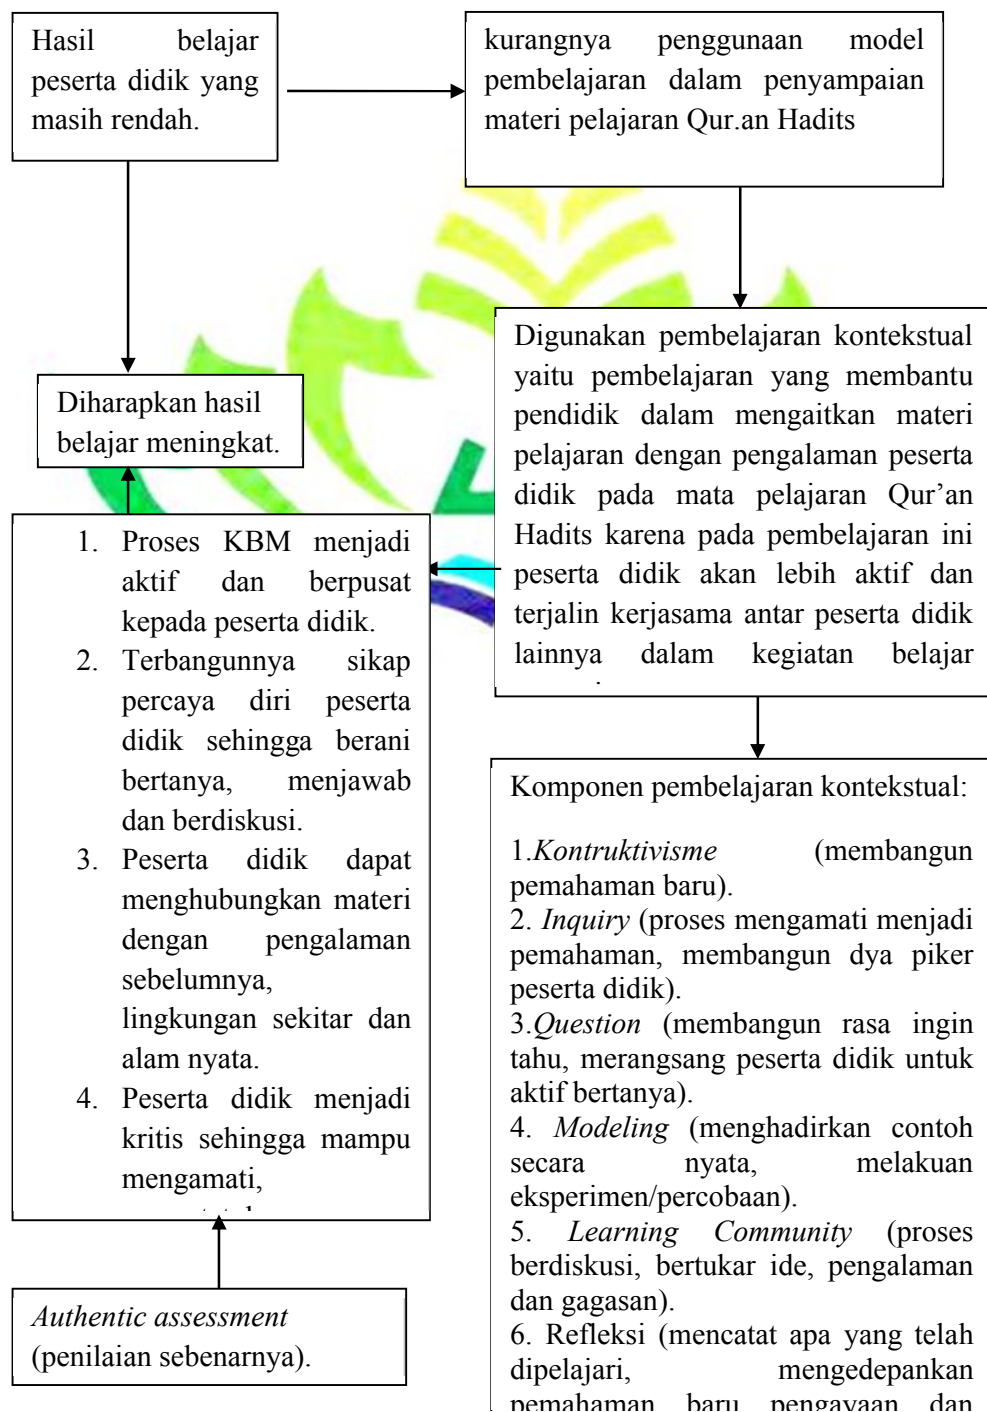 Hasil belajar
peserta didik yang
masih rendah.
kurangnya penggunaan model
pembelajaran dalam penyampaian
materi pelajaran Qur.an Hadits
Digunakan pembelajaran kontekstual
yaitu pembelajaran yang membantu
pendidik dalam mengaitkan materi
pelajaran dengan pengalaman peserta
didik pada mata pelajaran Qur’an
Hadits karena pada pembelajaran ini
peserta didik akan lebih aktif dan
terjalin kerjasama antar peserta didik
lainnya dalam kegiatan belajar
Diharapkan hasil
belajar meningkat.
1. Proses KBM menjadi
aktif dan berpusat
kepada peserta didik.
2. Terbangunnya sikap
percaya diri peserta
didik sehingga berani
bertanya, menjawab
dan berdiskusi.
3. Peserta didik dapat
menghubungkan materi
dengan pengalaman
sebelumnya,
lingkungan sekitar dan
alam nyata.
4. Peserta didik menjadi
kritis sehingga mampu
mengamati,
Komponen pembelajaran kontekstual:
1.Kontruktivisme (membangun
pemahaman baru).
2. Inquiry (proses mengamati menjadi
pemahaman, membangun dya piker
peserta didik).
3.Question (membangun rasa ingin
tahu, merangsang peserta didik untuk
aktif bertanya).
4. Modeling (menghadirkan contoh
secara nyata, melakuan
eksperimen/percobaan).
5. Learning Community (proses
berdiskusi, bertukar ide, pengalaman
dan gagasan).
6. Refleksi (mencatat apa yang telah
dipelajari, mengedepankan
pemahaman baru pengayaan dan
Authentic assessment
(penilaian sebenarnya).